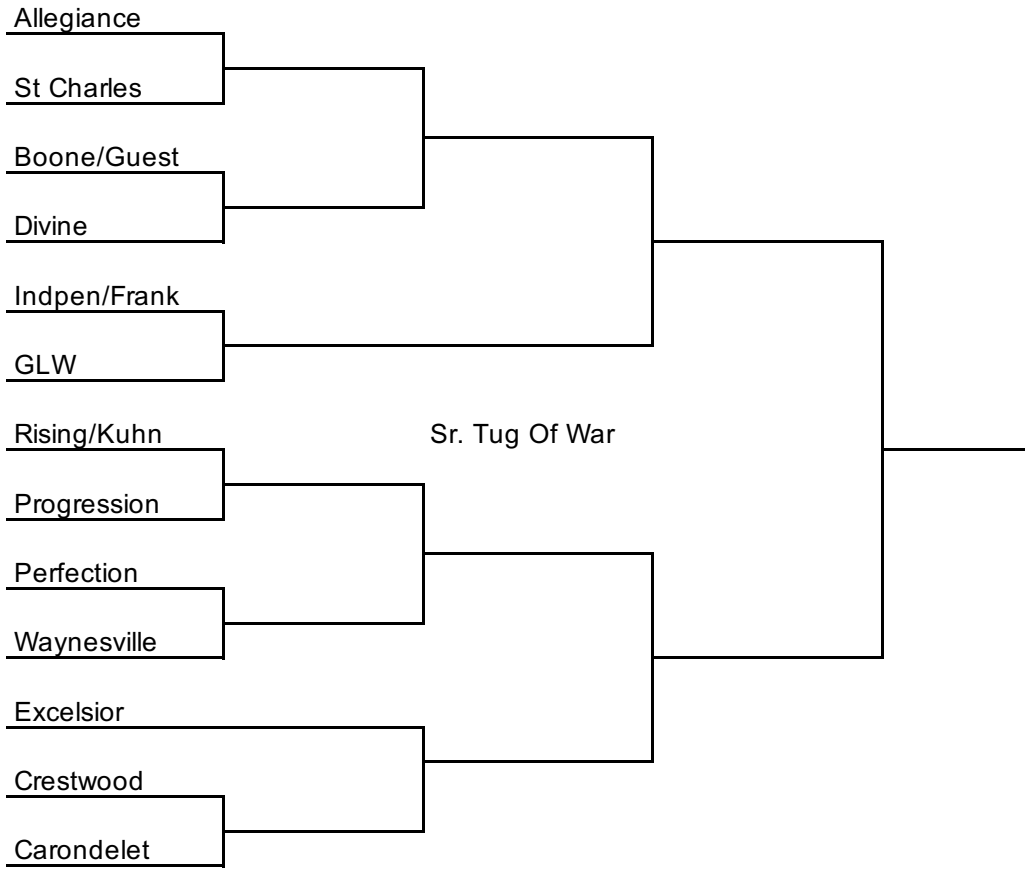 Allegiance
St Charles
Boone/Guest
Divine
Indpen/Frank
GLW
Rising/Kuhn
Sr. Tug Of War
Progression
Perfection
Waynesville
Excelsior
Crestwood
Carondelet